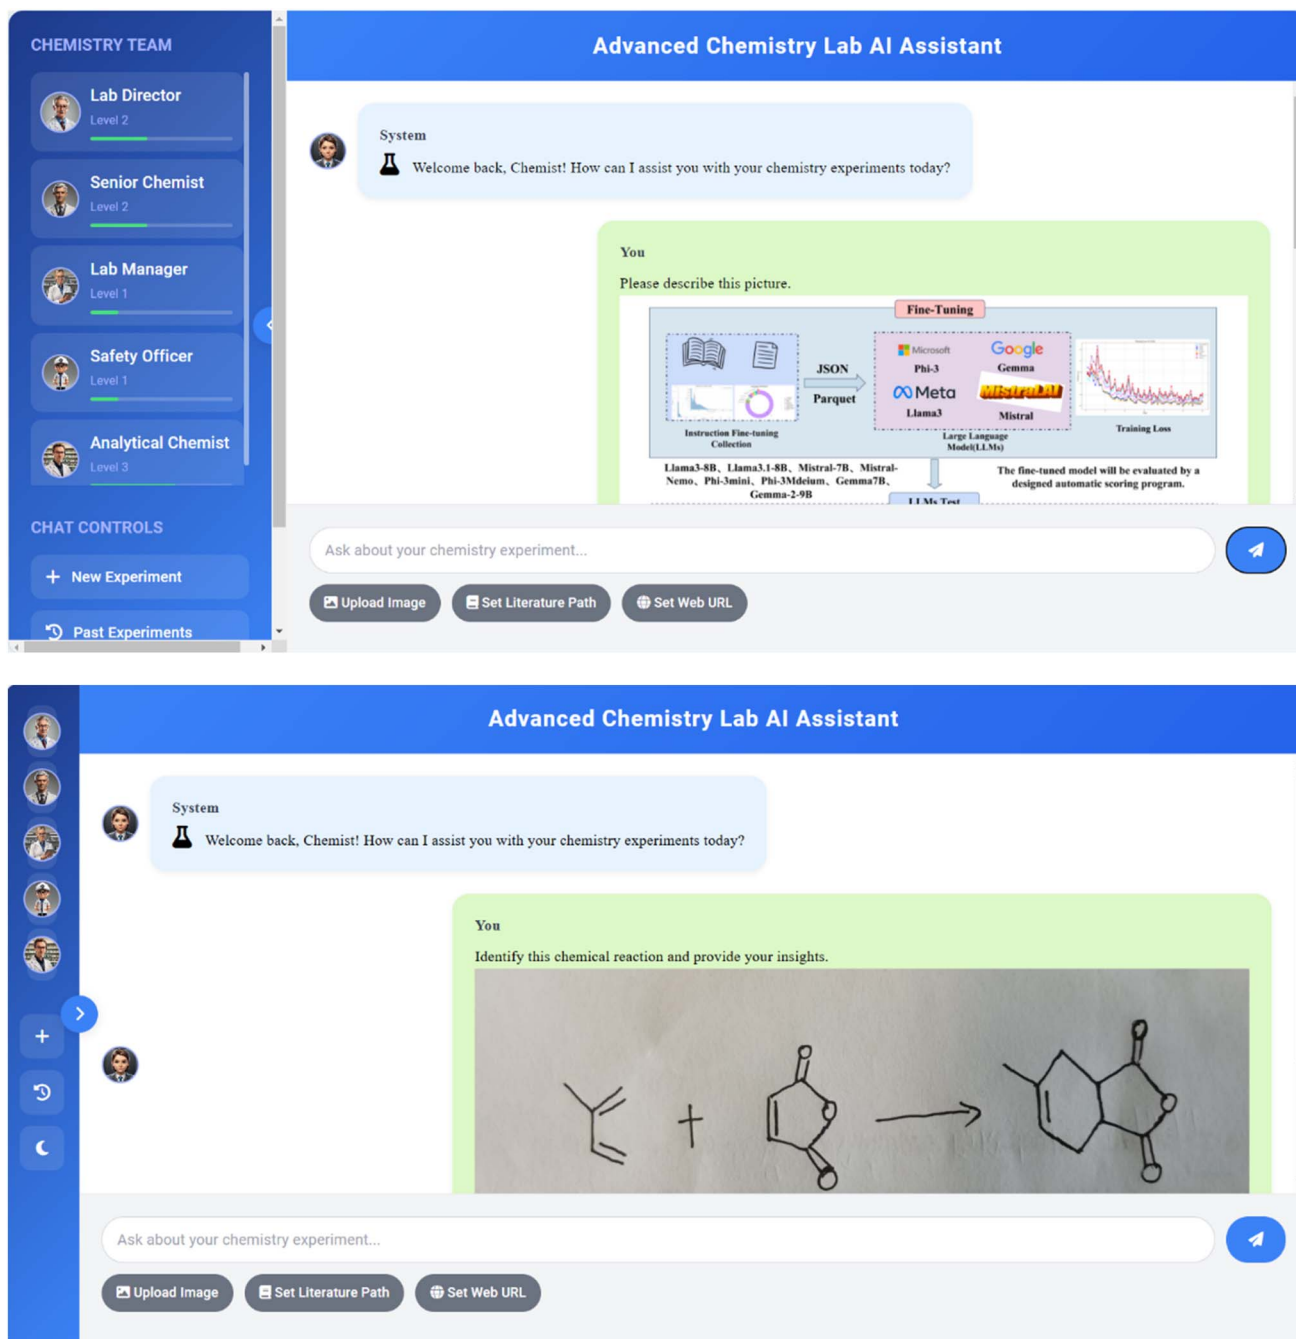 CHEMISTRY TEAM
Lab Director
Level 2
Senior Chemist
Level 2
Lab Manager
Level 1
Safety Officer
Level 1
Analytical Chemist
Level 3
CHAT CONTROLS
+ New Experiment
Past Experiments
Advanced Chemistry Lab AI Assistant
System
Welcome back, Chemist! How can I assist you with your chemistry experiments today?
You
Please describe this picture.
Fine-Tuning
JSON
Parquet
Instruction Fine-tuning
Collection
Microsoft
Phi-3
Google
Gemma
Meta
Llama3
MistralAI
Mistral
Large Language
Model(LLMs)
Training Loss
Llama3-8B、Llama3.1-8B、Mistral-7B、Mistral-
Nemo、Phi-3mini、Phi-3Mdeium、Gemma7B、
Gemma-2-9B
The fine-tuned model will be evaluated by a
designed automatic scoring program.
LLMs Test
Ask about your chemistry experiment...
Upload Image
Set Literature Path
Set Web URL
Advanced Chemistry Lab AI Assistant
System
Welcome back, Chemist! How can I assist you with your chemistry experiments today?
You
Identify this chemical reaction and provide your insights.
O
O
O
+
O
O
O
Ask about your chemistry experiment...
Upload Image
Set Literature Path
Set Web URL